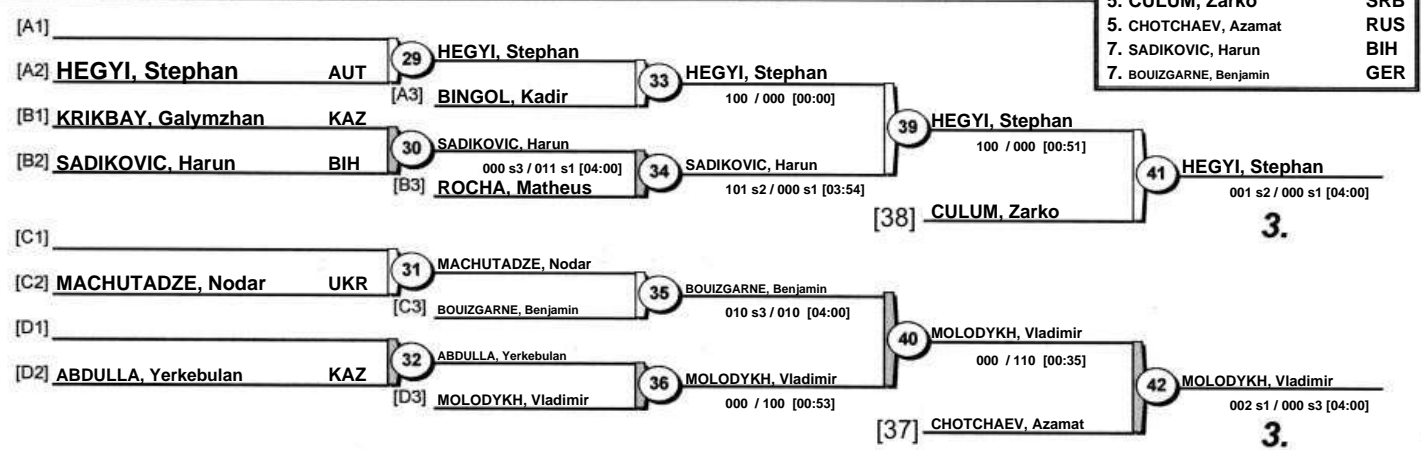 5. CULUM, Zarko SRB
5. CHOTCHAEV, Azamat RUS
7. SADIKOVIC, Harun BIH
7. BOUIZGARNE, Benjamin GER
[A1]
[A2] HEGYI, Stephan AUT
29
HEGYI, Stephan
[A3] BINGOL, Kadir
33
HEGYI, Stephan
100 / 000 [00:00]
[B1] KRIKBAY, Galymzhan KAZ
[B2] SADIKOVIC, Harun BIH
30
SADIKOVIC, Harun
000 s3 / 011 s1 [04:00]
[B3] ROCHA, Matheus
34
SADIKOVIC, Harun
101 s2 / 000 s1 [03:54]
39
HEGYI, Stephan
100 / 000 [00:51]
[38] CULUM, Zarko
41
HEGYI, Stephan
001 s2 / 000 s1 [04:00]
3.
[C1]
[C2] MACHUTADZE, Nodar UKR
31
MACHUTADZE, Nodar
[C3] BOUIZGARNE, Benjamin
35
BOUIZGARNE, Benjamin
010 s3 / 010 [04:00]
[D1]
[D2] ABDULLA, Yerkebulan KAZ
32
ABDULLA, Yerkebulan
[D3] MOLODYKH, Vladimir
36
MOLODYKH, Vladimir
000 / 100 [00:53]
40
MOLODYKH, Vladimir
000 / 110 [00:35]
[37] CHOTCHAEV, Azamat
42
MOLODYKH, Vladimir
002 s1 / 000 s3 [04:00]
3.